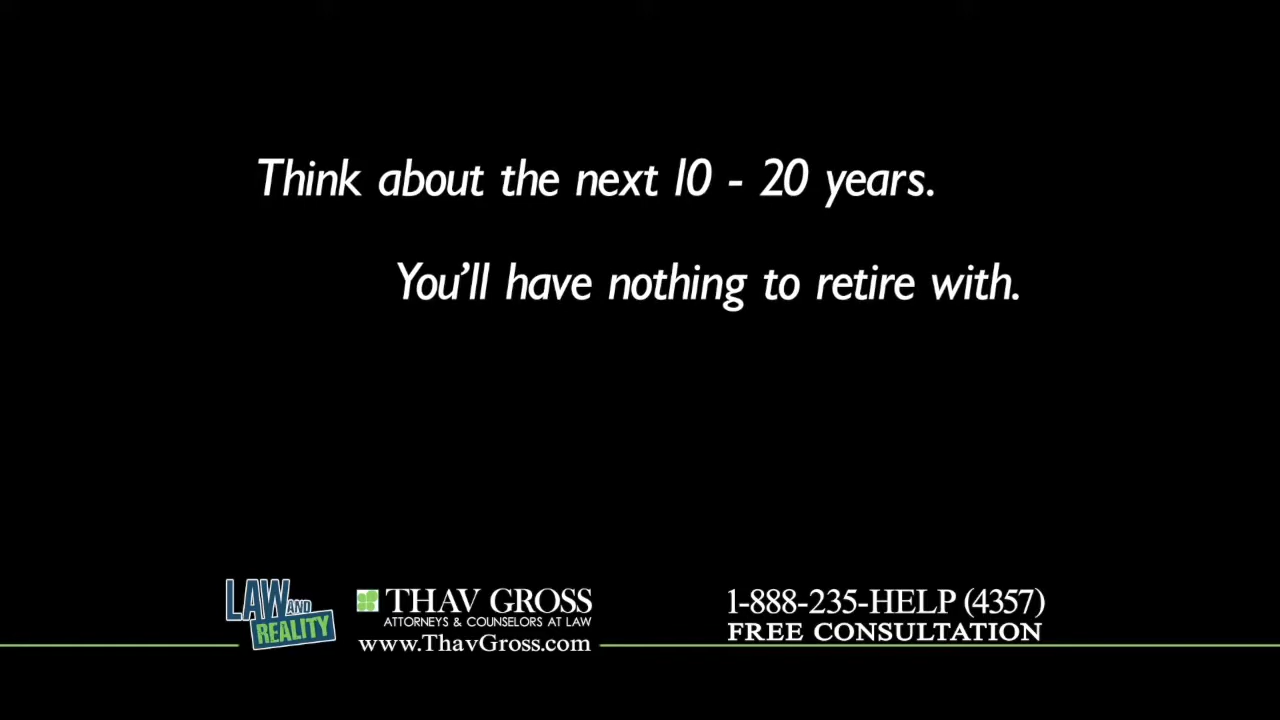 Think about the next 10 - 20 years.
You'll have nothing to retire with.
LAW AND
REALITY
THAV GROSS
ATTORNEYS & COUNSELORS AT LAW
www.ThavGross.com
1-888-235-HELP (4357)
FREE CONSULTATION